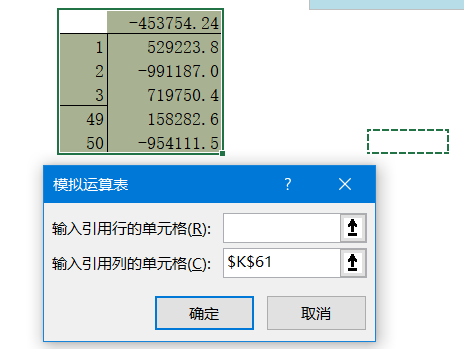 -453754.24
1 529223.8
2 -991187.0
3 719750.4
49 158282.6
50 -954111.5
模拟运算表 ? ×
输入引用行的单元格(R):
输入引用列的单元格(C): $K$61
确定 取消